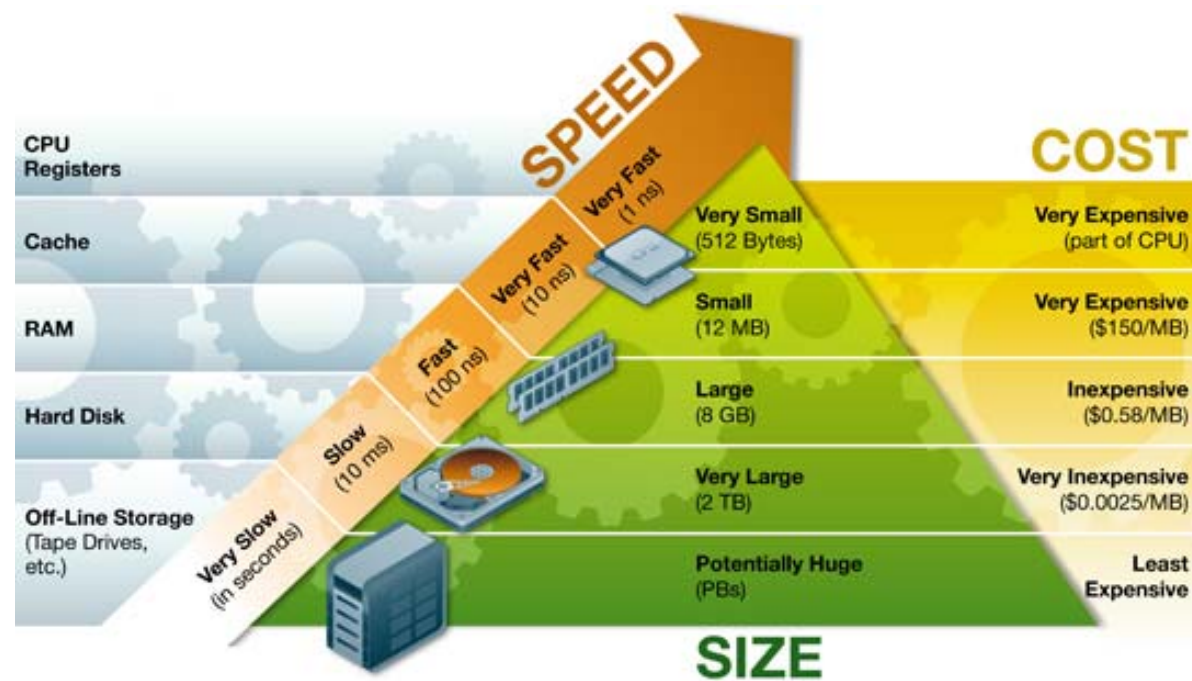 SPEED
COST
CPU
Registers
Very Fast
(1 ns)
Very Small
(512 Bytes)
Very Expensive
(part of CPU)
Cache
Very Fast
(10 ns)
Small
(12 MB)
Very Expensive
($150/MB)
RAM
Fast
(100 ns)
Large
(8 GB)
Inexpensive
($0.58/MB)
Hard Disk
Slow
(10 ms)
Very Large
(2 TB)
Very Inexpensive
($0.0025/MB)
Off-Line Storage
(Tape Drives,
etc.)
Very Slow
(in seconds)
Potentially Huge
(PBs)
Least
Expensive
SIZE